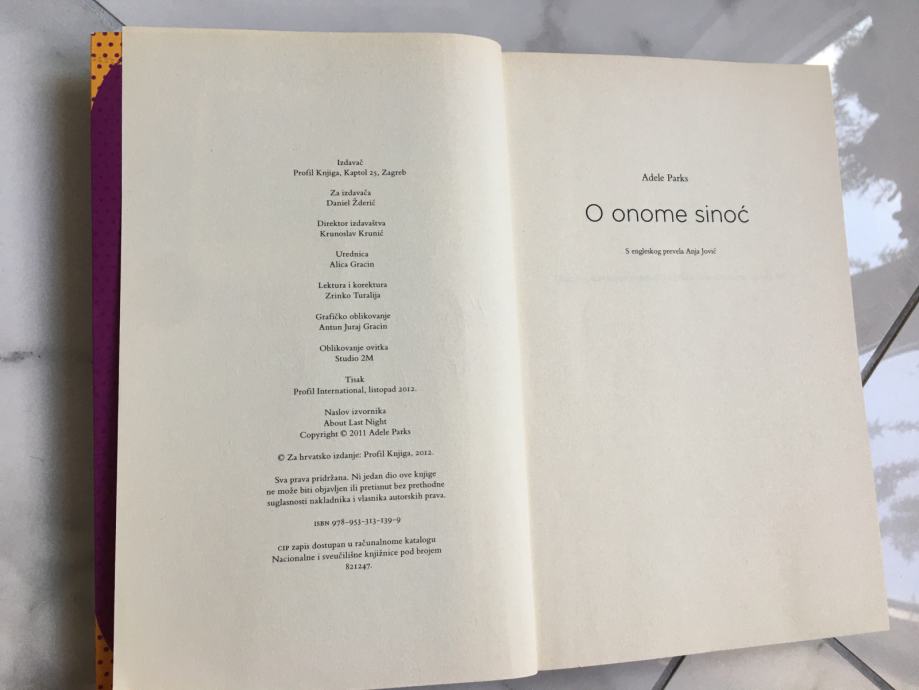 Izdavač
Profil Knjiga, Kaptol 25, Zagreb
Za izdavača
Daniel Žderić
Direktor izdavaštva
Krunoslav Krunić
Urednica
Alica Gracin
Lektura i korektura
Zrinko Turalija
Grafičko oblikovanje
Antun Juraj Gracin
Oblikovanje ovitka
Studio 2M
Tisak
Profil International, listopad 2012.
Naslov izvornika
About Last Night
Copyright © 2011 Adele Parks
© Za hrvatsko izdanje: Profil Knjiga, 2012.
Sva prava pridržana. Ni jedan dio ove knjige
ne može biti objavljen ili pretisnut bez prethodne
suglasnosti nakladnika i vlasnika autorskih prava.
ISBN 978-953-313-139-9
CIP zapis dostupan u računalnome katalogu
Nacionalne i sveučilišne knjižnice pod brojem
821247.
Adele Parks
O onome sinoć
S engleskog prevela Anja Jović